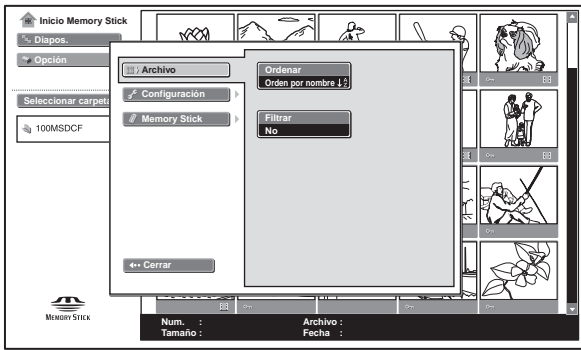 Inicio Memory Stick
Diapos.
Opción
Seleccionar carpeta
100MSDCF
Archivo
Configuración
Memory Stick
Cerrar
Ordenar
Orden por nombre
Filtrar
No
MEMORY STICK
Num. :
Archivo :
Tamaño :
Fecha :